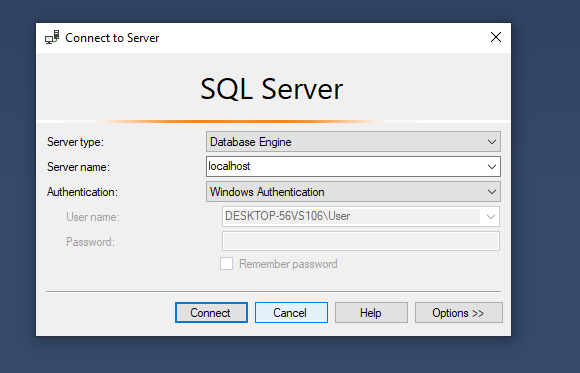 Connect to Server
SQL Server
Server type: Database Engine
Server name: localhost
Authentication: Windows Authentication
User name: DESKTOP-56VS106\User
Password:
Remember password
Connect Cancel Help Options >>